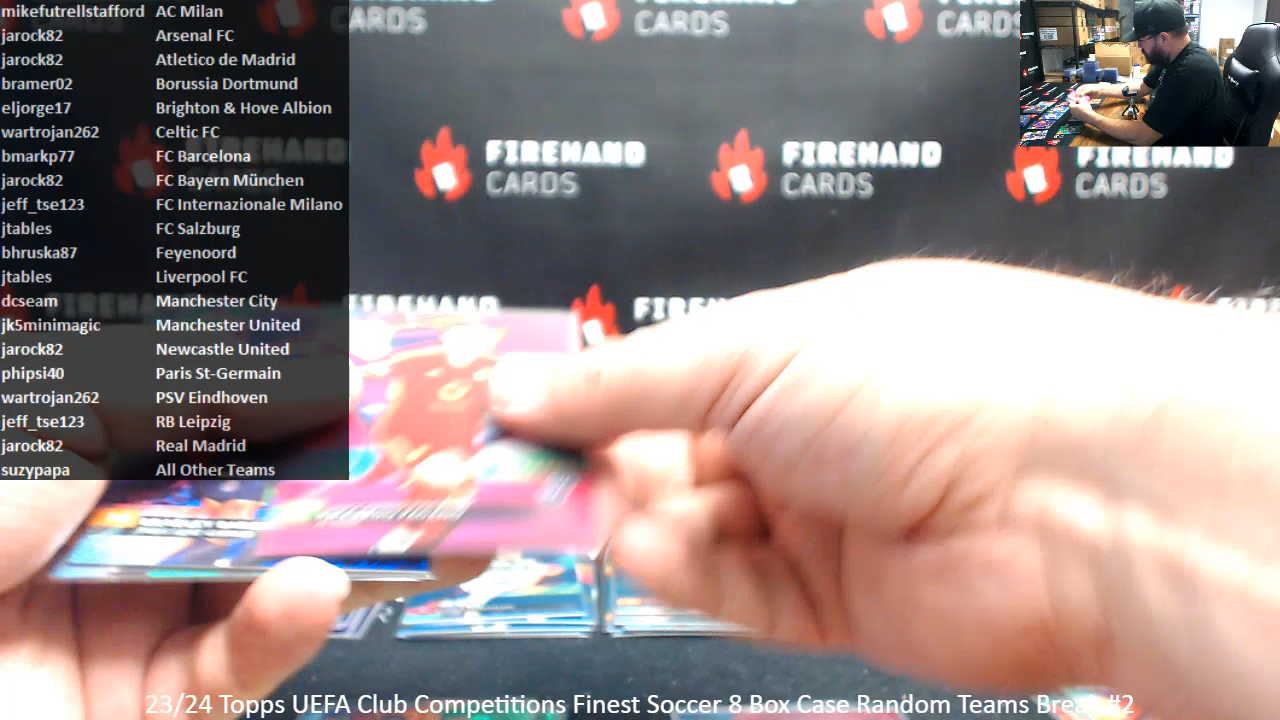 mikefutrellstafford AC Milan
jarock82 Arsenal FC
jarock82 Atletico de Madrid
bramer02 Borussia Dortmund
eljorge17 Brighton & Hove Albion
wartrojan262 Celtic FC
bmarkp77 FC Barcelona
jarock82 FC Bayern München
jeff_tse123 FC Internazionale Milano
jtables FC Salzburg
bhruska87 Feyenoord
jtables Liverpool FC
dcseam Manchester City
jk5minimagic Manchester United
jarock82 Newcastle United
phipsi40 Paris St-Germain
wartrojan262 PSV Eindhoven
jeff_tse123 RB Leipzig
jarock82 Real Madrid
suzypapa All Other Teams
CARDS
CARDS
CARDS
FIREHAND
CARDS
FIREHAND
CARDS
FIREHAND
CARDS
FIREHAND
23/24 Topps UEFA Club Competitions Finest Soccer 8 Box Case Random Teams Break #2